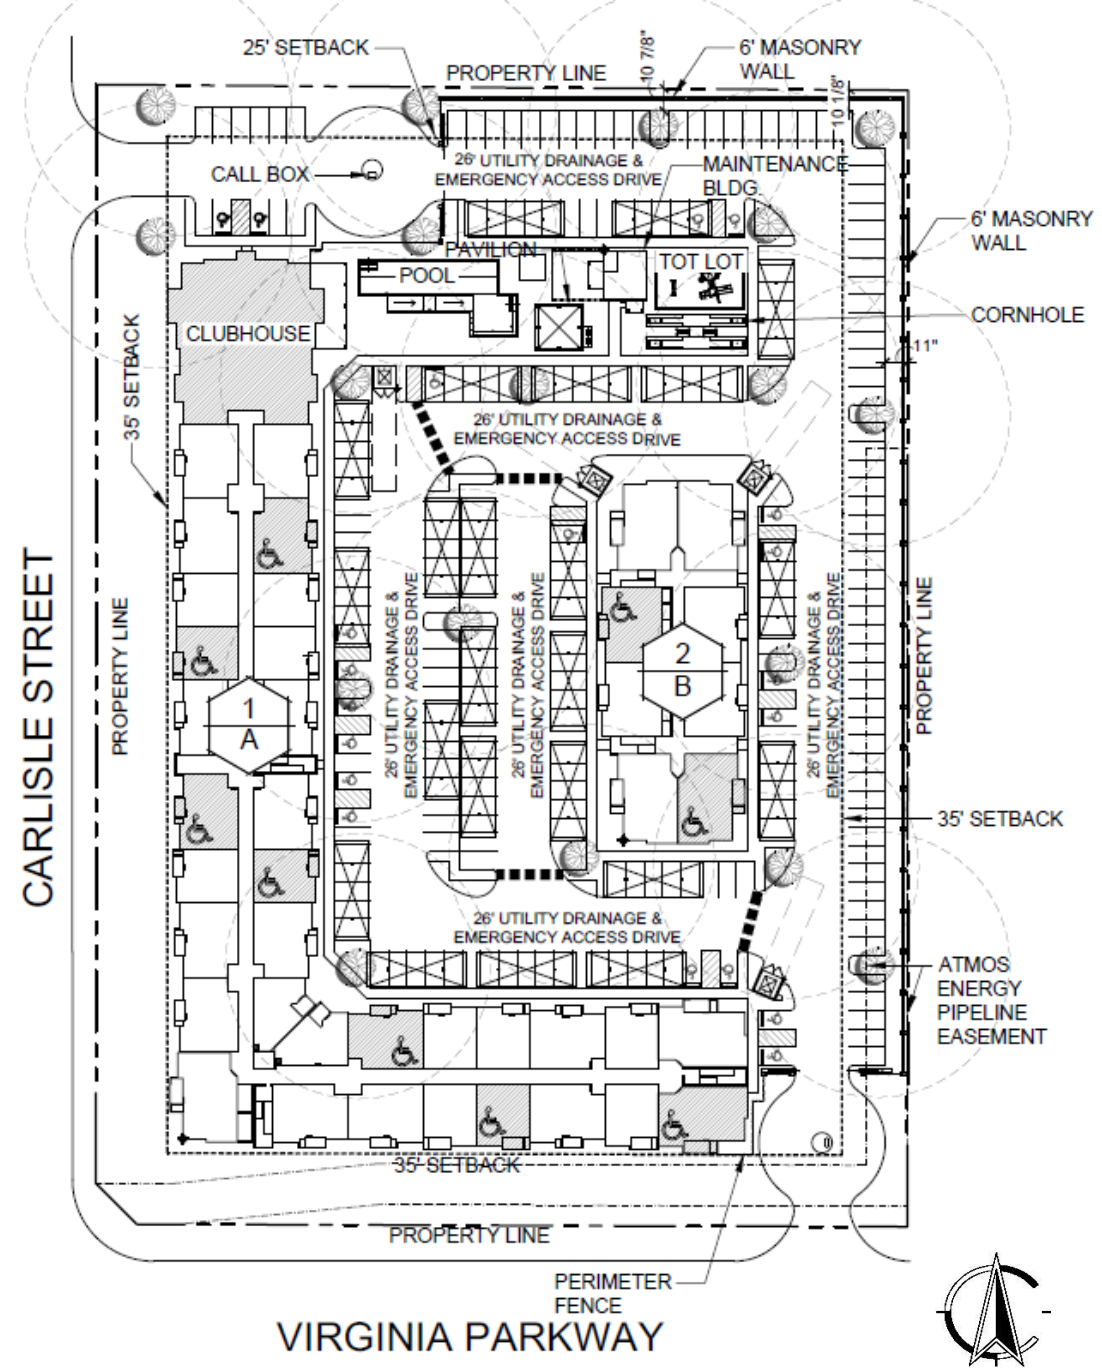 25' SETBACK
6' MASONRY
WALL
PROPERTY LINE
10 7/8"
10 1/8"
CALL BOX
26' UTILITY DRAINAGE &
EMERGENCY ACCESS DRIVE
MAINTENANCE
BLDG.
6' MASONRY
WALL
PAVILION
POOL
TOT LOT
CORNHOLE
CLUBHOUSE
35' SETBACK
11"
26' UTILITY DRAINAGE &
EMERGENCY ACCESS DRIVE
CARLISLE STREET
PROPERTY LINE
26' UTILITY DRAINAGE &
EMERGENCY ACCESS DRIVE
26' UTILITY DRAINAGE &
EMERGENCY ACCESS DRIVE
26' UTILITY DRAINAGE &
EMERGENCY ACCESS DRIVE
PROPERTY LINE
1
A
2
B
35' SETBACK
26' UTILITY DRAINAGE &
EMERGENCY ACCESS DRIVE
ATMOS
ENERGY
PIPELINE
EASEMENT
35' SETBACK
PROPERTY LINE
PERIMETER
FENCE
VIRGINIA PARKWAY